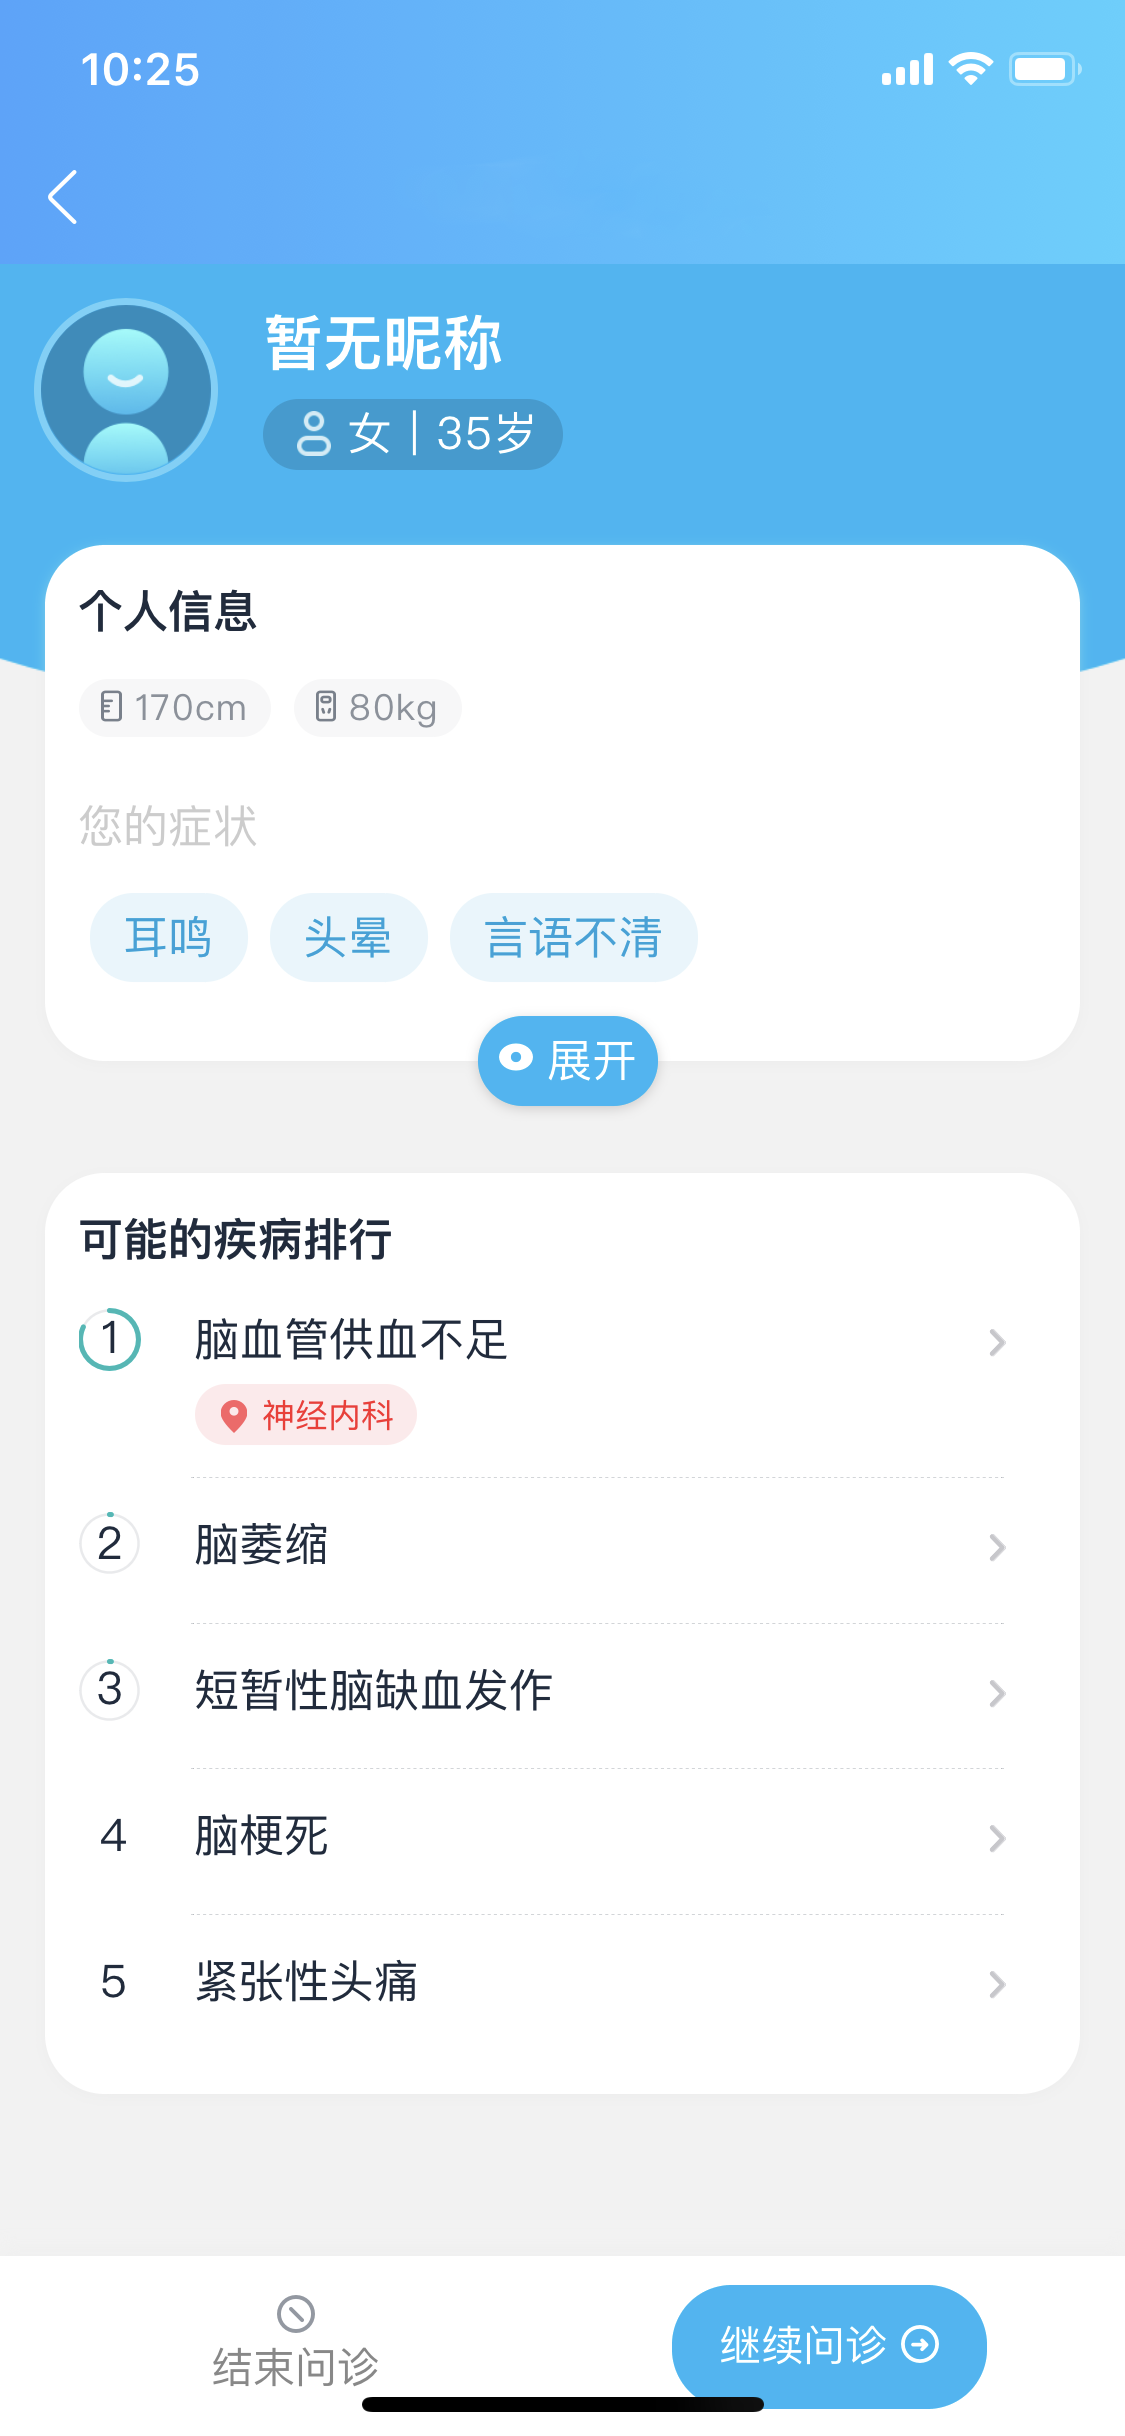 10:25
暂无昵称
女｜35岁
个人信息
170cm 80kg
您的症状
耳鸣 头晕 言语不清
展开
可能的疾病排行
1 脑血管供血不足
神经内科
2 脑萎缩
3 短暂性脑缺血发作
4 脑梗死
5 紧张性头痛
结束问诊
继续问诊